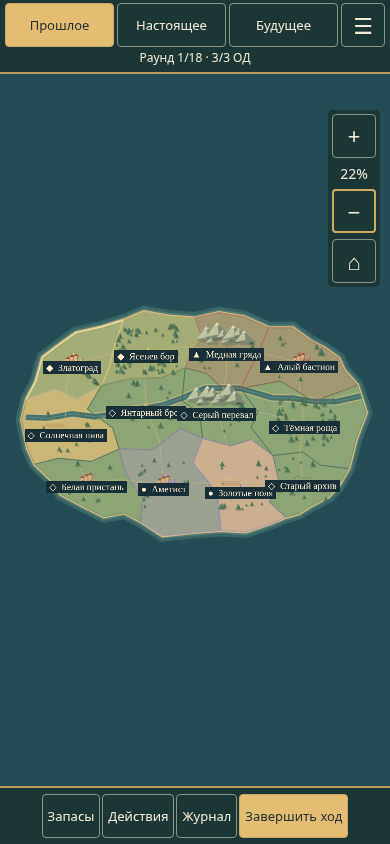 Прошлое
Настоящее
Будущее
Раунд 1/18 · 3/3 ОД
22%
Ясенев бор
Медная гряда
Златоград
Алый бастион
Янтарный
Серый перевал
Солнечная нива
Тёмная роща
Белая пристань
Аметист
Золотые поля
Старый архив
Запасы
Действия
Журнал
Завершить ход